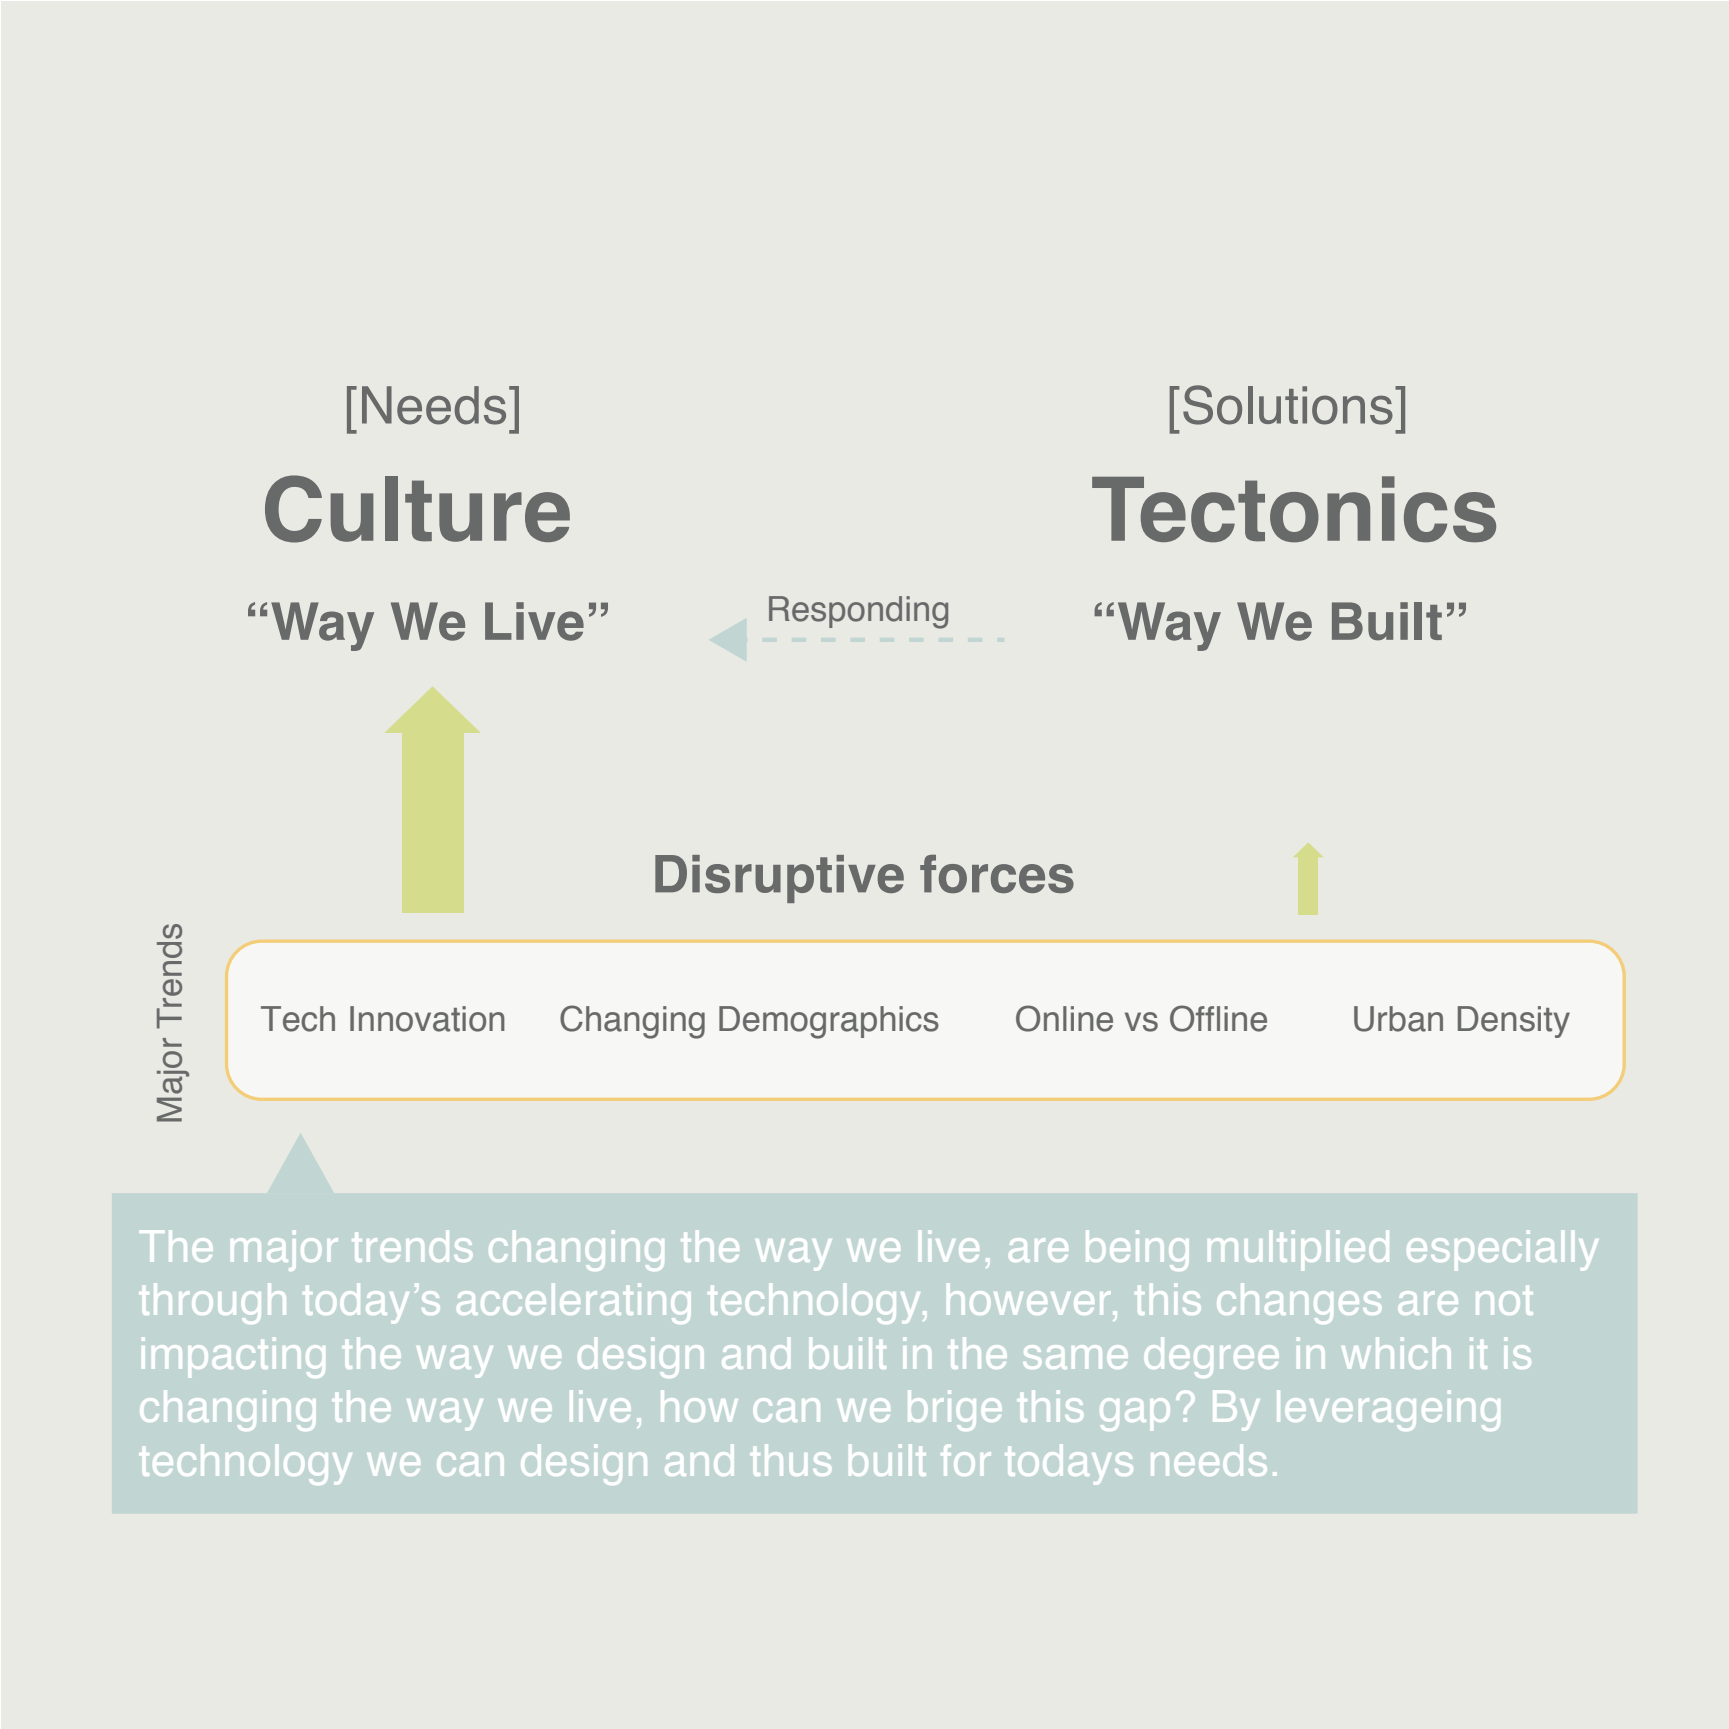 [Needs]
[Solutions]
Culture
Tectonics
“Way We Live”
Responding
“Way We Built”
Disruptive forces
Major Trends
Tech Innovation
Changing Demographics
Online vs Offline
Urban Density
The major trends changing the way we live, are being multiplied especially
through today’s accelerating technology, however, this changes are not
impacting the way we design and built in the same degree in which it is
changing the way we live, how can we brige this gap? By leverageing
technology we can design and thus built for todays needs.